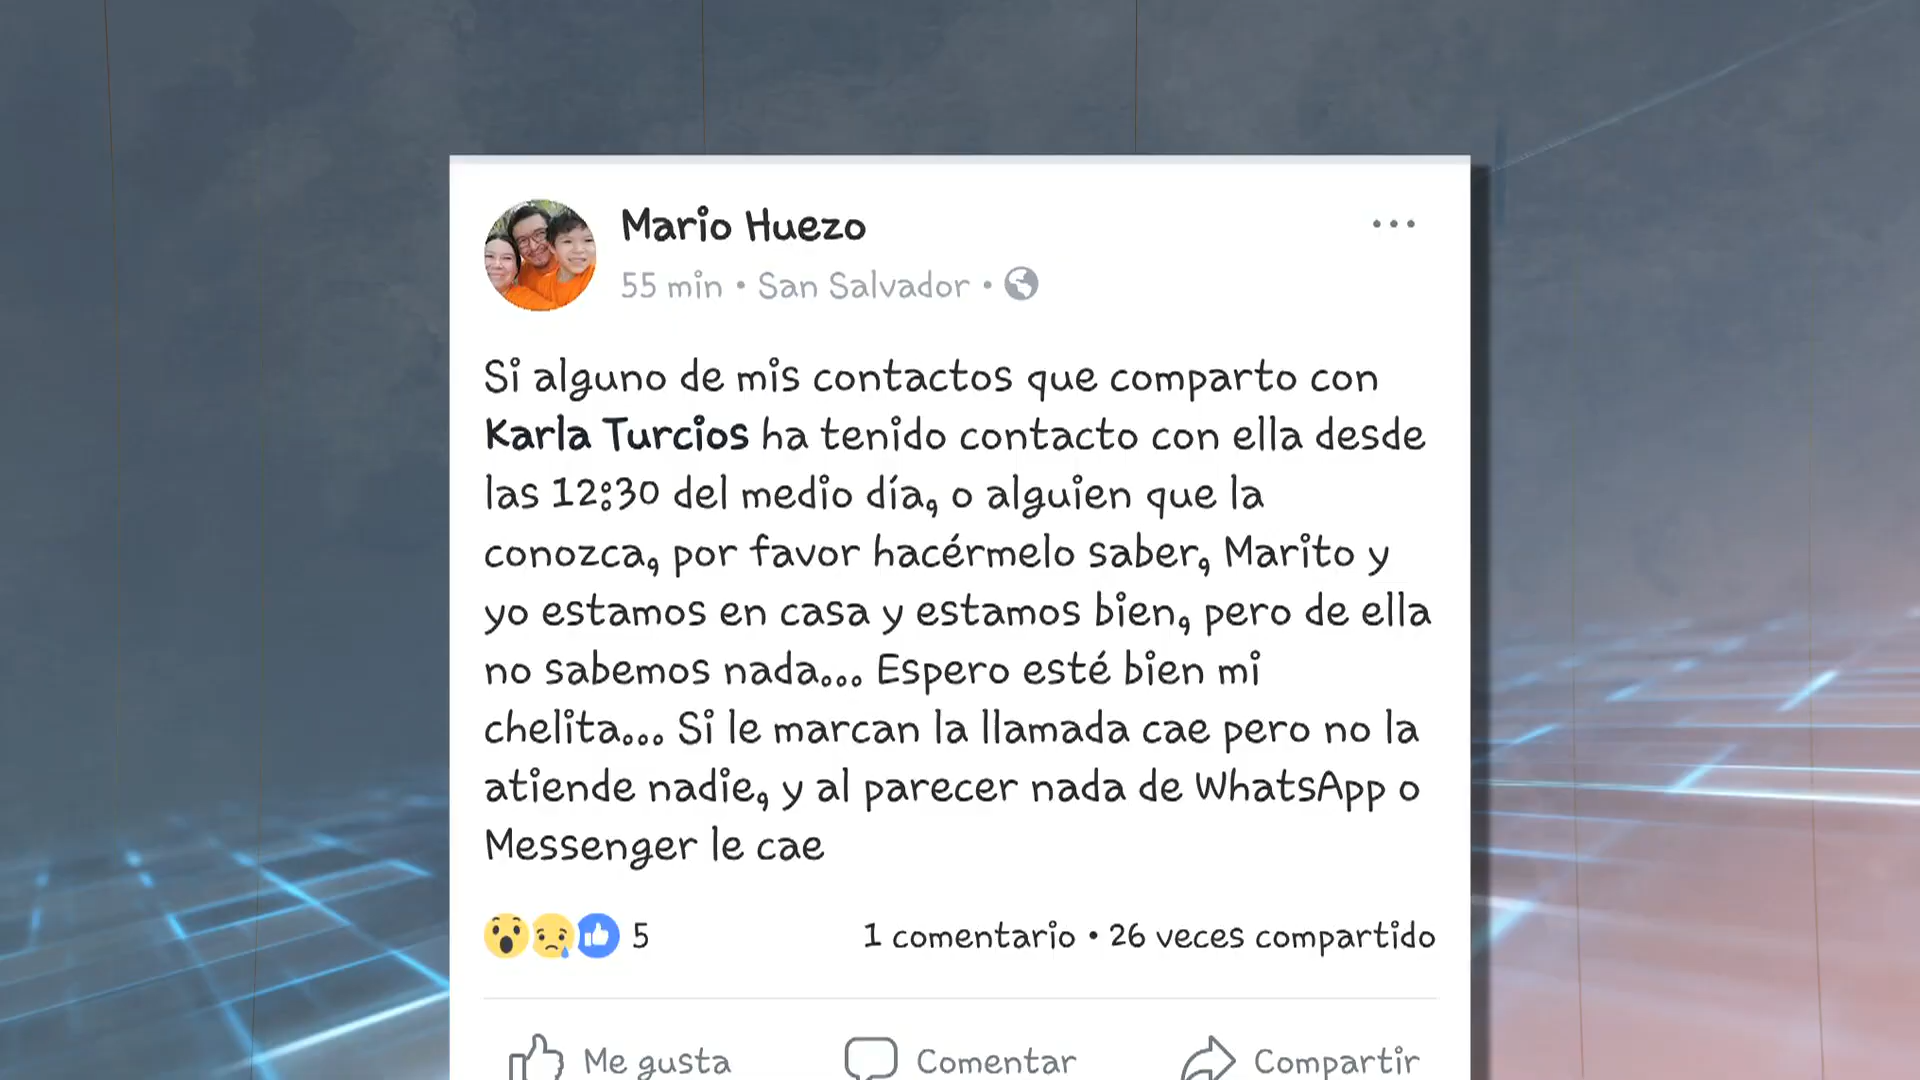 Mario Huezo
55 min • San Salvador •
Si alguno de mis contactos que comparto con
Karla Turcios ha tenido contacto con ella desde
las 12:30 del medio día, o alguien que la
conozca, por favor hacérmelo saber, Marito y
yo estamos en casa y estamos bien, pero de ella
no sabemos nada... Espero esté bien mi
chelita... Si le marcan la llamada cae pero no la
atiende nadie, y al parecer nada de WhatsApp o
Messenger le cae
5
1 comentario • 26 veces compartido
Me gusta Comentar Compartir